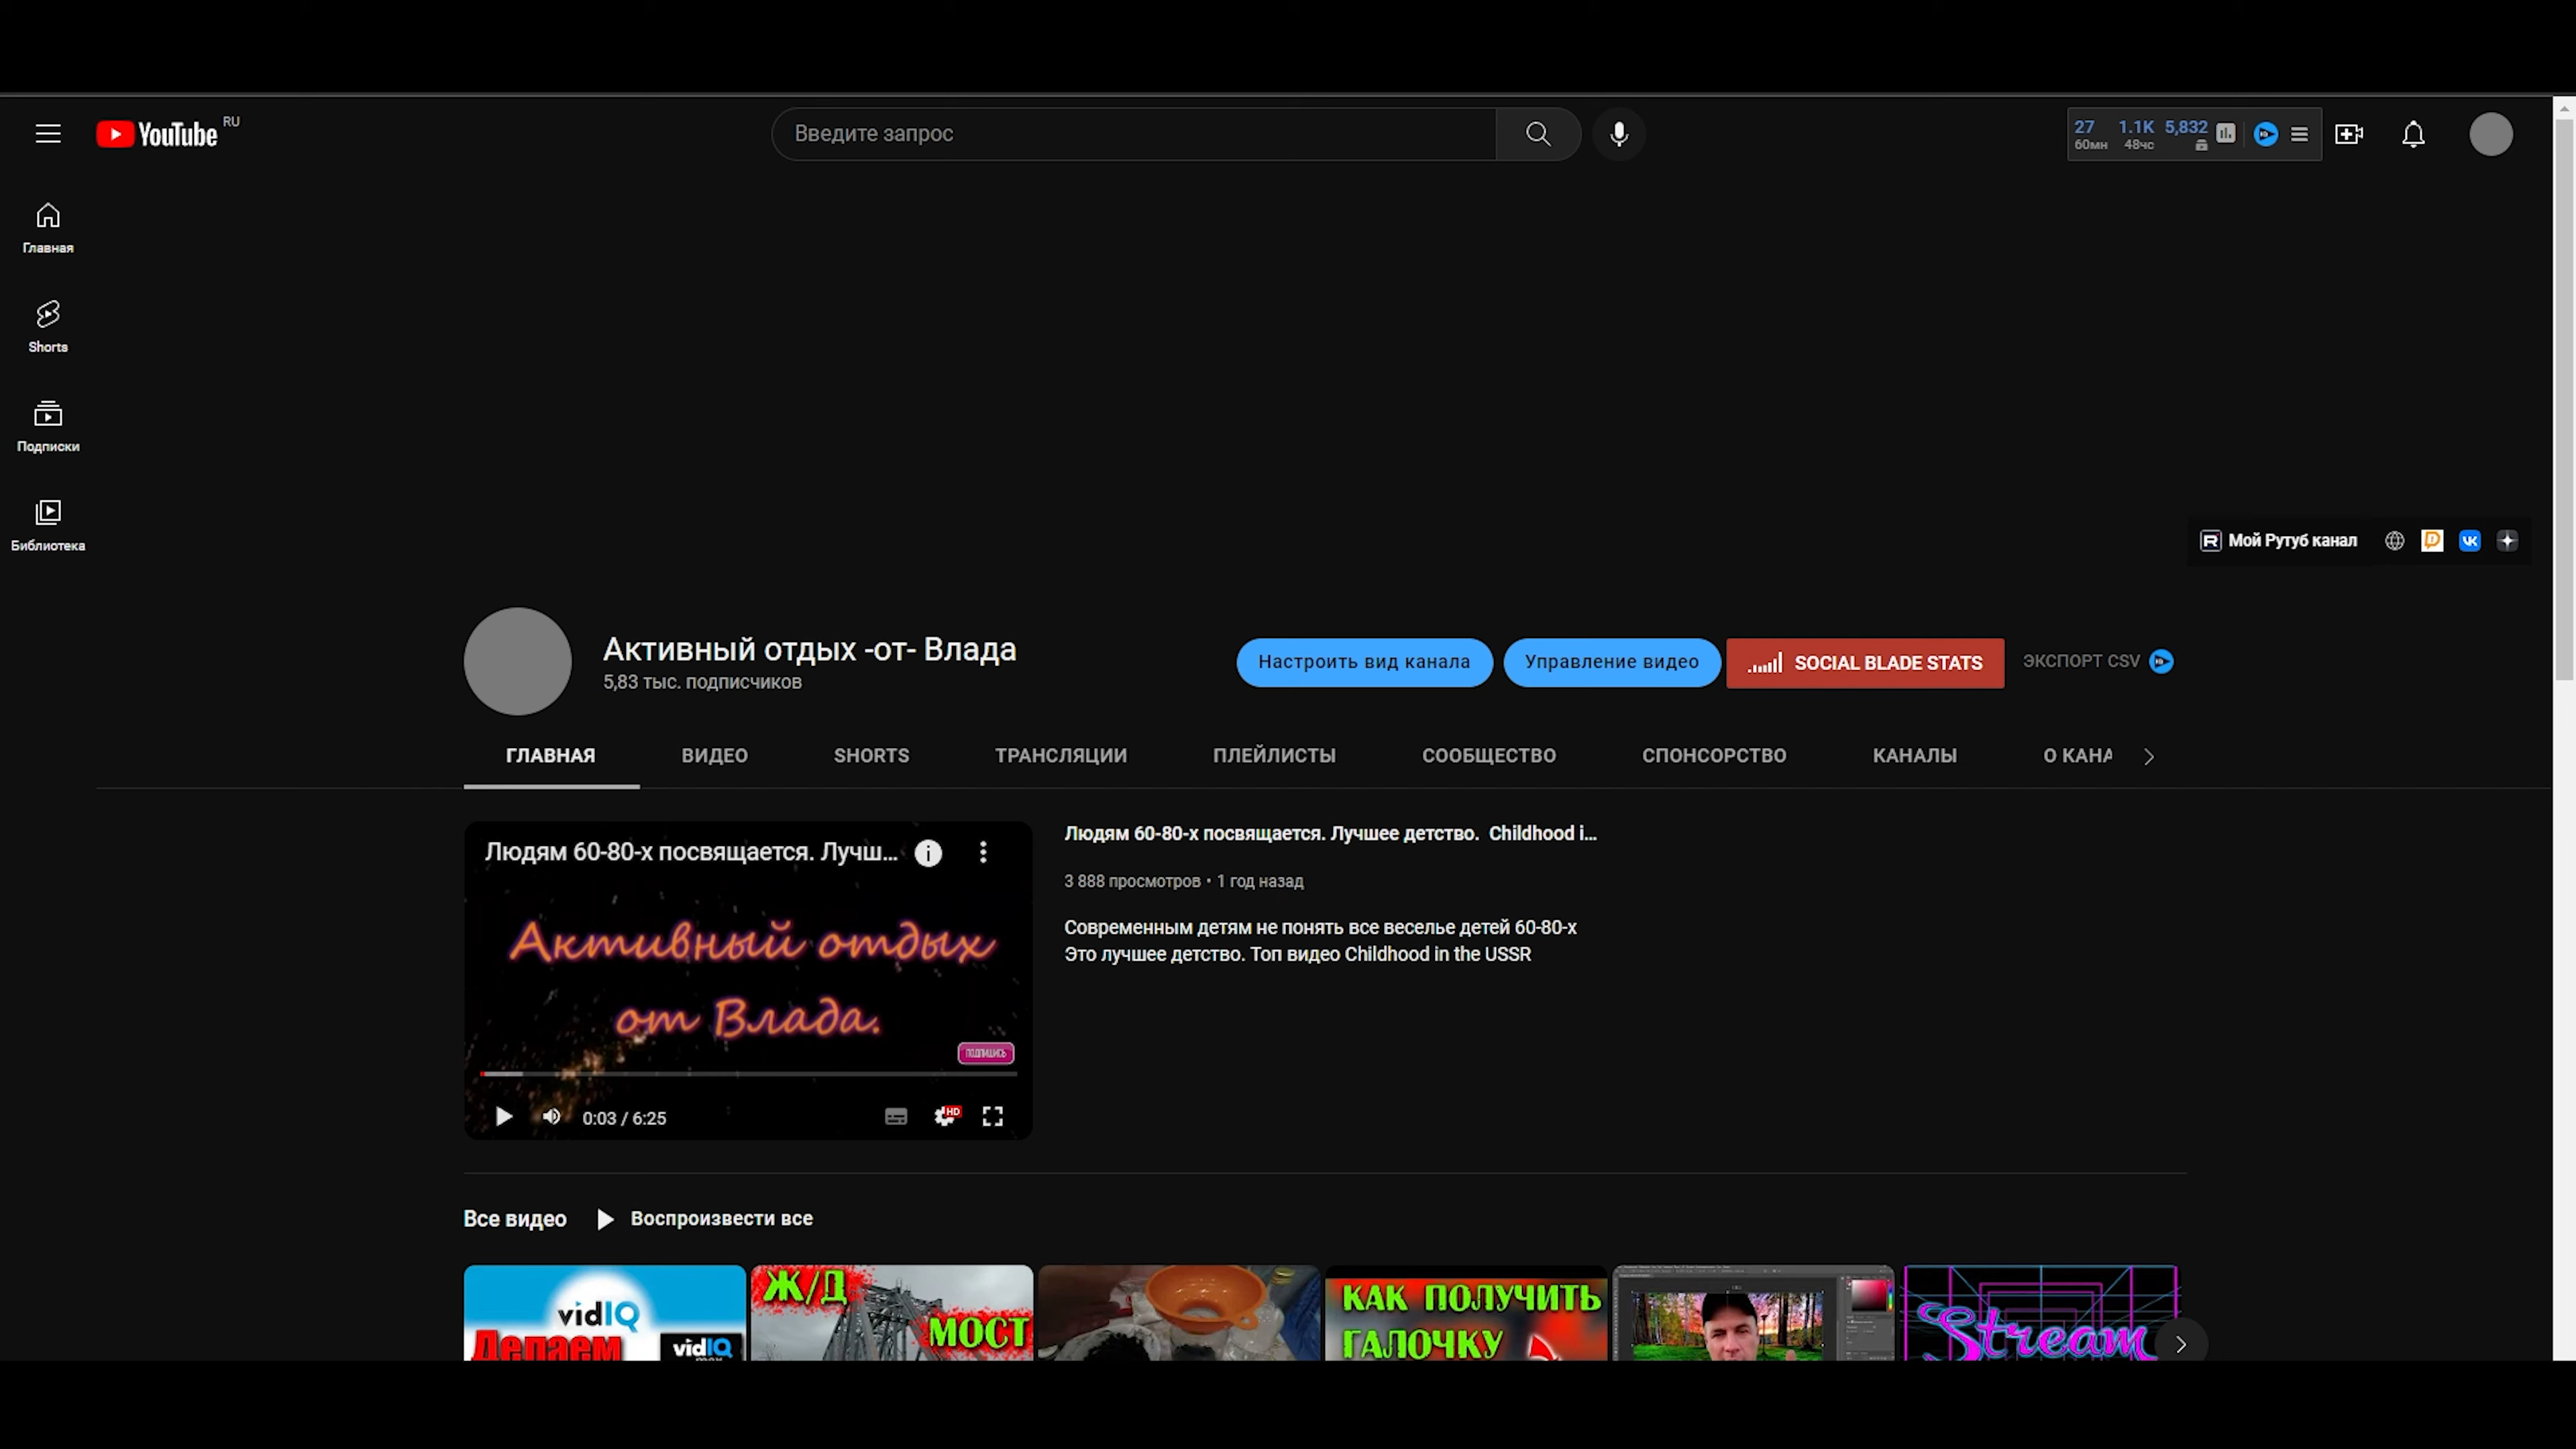 YouTube RU
Введите запрос
27 1.1K 5,832
60мн 48чс
Главная
Shorts
Подписки
Библиотека
Мой Рутуб канал
VK
Активный отдых -от- Влада
5,83 тыс. подписчиков
Настроить вид канала
Управление видео
SOCIAL BLADE STATS
ЭКСПОРТ CSV
ГЛАВНАЯ ВИДЕО SHORTS ТРАНСЛЯЦИИ ПЛЕЙЛИСТЫ СООБЩЕСТВО СПОНСОРСТВО КАНАЛЫ О КАНА
Людям 60-80-х посвящается. Лучш...
Активный отдых
от Влада.
ПОДПИШИСЬ
0:03 / 6:25
HD
Людям 60-80-х посвящается. Лучшее детство. Childhood i...
3 888 просмотров • 1 год назад
Современным детям не понять все веселье детей 60-80-х
Это лучшее детство. Топ видео Childhood in the USSR
Все видео
Воспроизвести все
vidIQ
Делаем
vidIQ
Ж/Д
МОСТ
КАК ПОЛУЧИТЬ
ГАЛОЧКУ
Stream